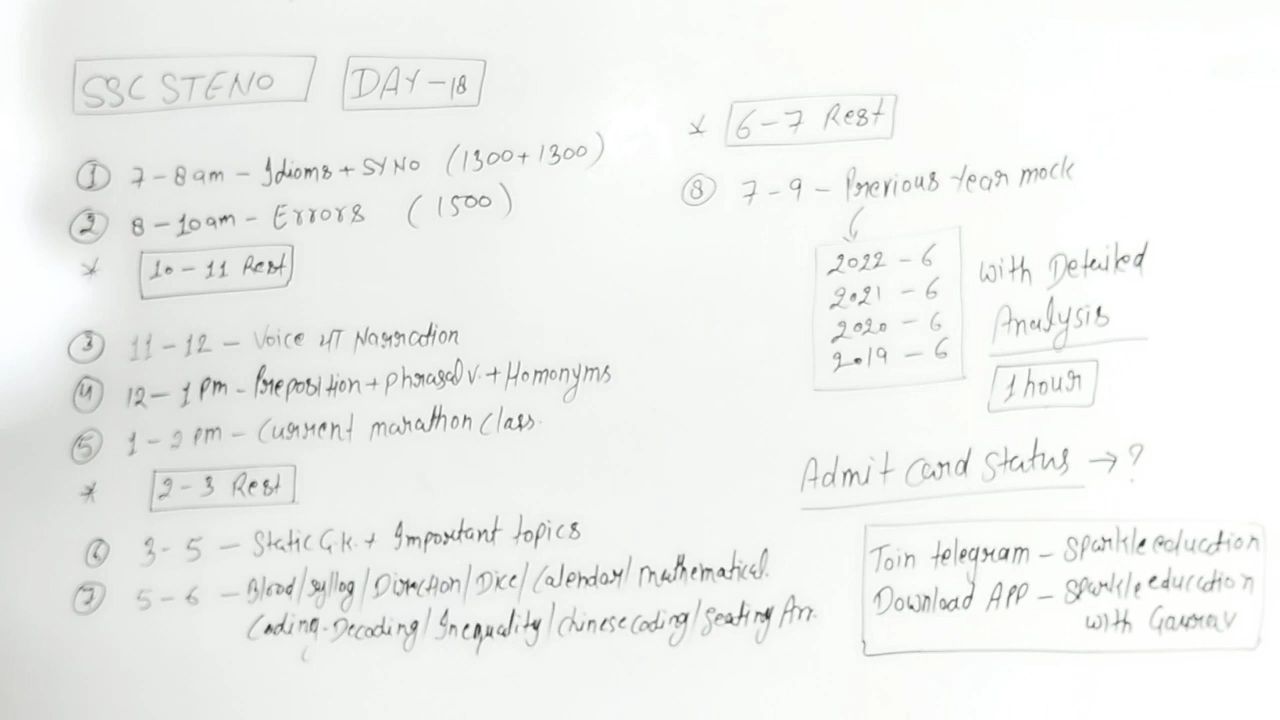 SSC STENO DAY-18
① 7-8am - Idioms + SYNO (1300+1300)
② 8-10am - Errors (1500)
* 10-11 Rest
③ 11-12 - Voice या Narration
④ 12-1pm - Preposition + phrasal v. + Homonyms
⑤ 1-2 pm - Current marathon Class.
* 2-3 Rest
⑥ 3-5 - Static G.K. + Important topics
⑦ 5-6 - Blood/syllog/Direction/Dice/Calendar/mathematical.
Coding-Decoding/Inequality/chinese coding/seating Arr.
* 6-7 Rest
⑧ 7-9 - Previous Year mock
2022 - 6
2021 - 6
2020 - 6
2019 - 6
With Detailed
Analysis
1 hour
Admit Card Status → ?
Join telegram - Sparkle education
Download APP - Sparkle education
with Gaurav